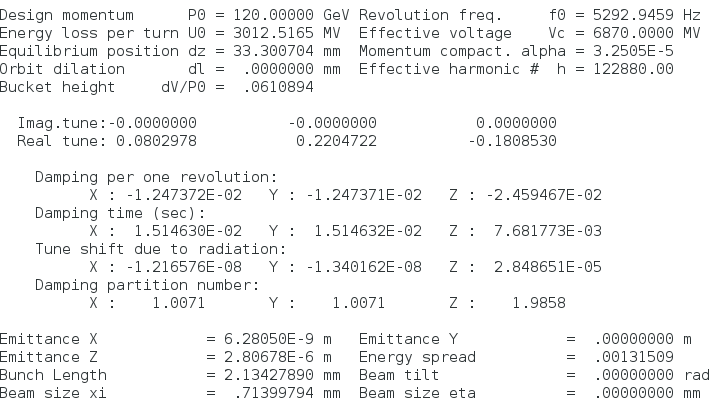 Design momentum      P0 = 120.00000 GeV Revolution freq.     f0 = 5292.9459 Hz
Energy loss per turn U0 = 3012.5165 MV  Effective voltage    Vc = 6870.0000 MV
Equilibrium position dz = 33.300704 mm  Momentum compact. alpha = 3.2505E-5
Orbit dilation       dl =  .0000000 mm  Effective harmonic #  h = 122880.00
Bucket height     dV/P0 =  .0610894
Imag.tune:-0.0000000          -0.0000000           0.0000000
Real tune: 0.0802978           0.2204722          -0.1808530
Damping per one revolution:
X : -1.247372E-02   Y : -1.247371E-02   Z : -2.459467E-02
Damping time (sec):
X :  1.514630E-02   Y :  1.514632E-02   Z :  7.681773E-03
Tune shift due to radiation:
X : -1.216576E-08   Y : -1.340162E-08   Z :  2.848651E-05
Damping partition number:
X :    1.0071       Y :    1.0071       Z :    1.9858
Emittance X            = 6.28050E-9 m   Emittance Y            =  .00000000 m
Emittance Z            = 2.80678E-6 m   Energy spread          =  .00131509
Bunch Length           = 2.13427890 mm  Beam tilt              =  .00000000 rad
Beam size xi           =  .71399794 mm  Beam size eta          =  .00000000 mm